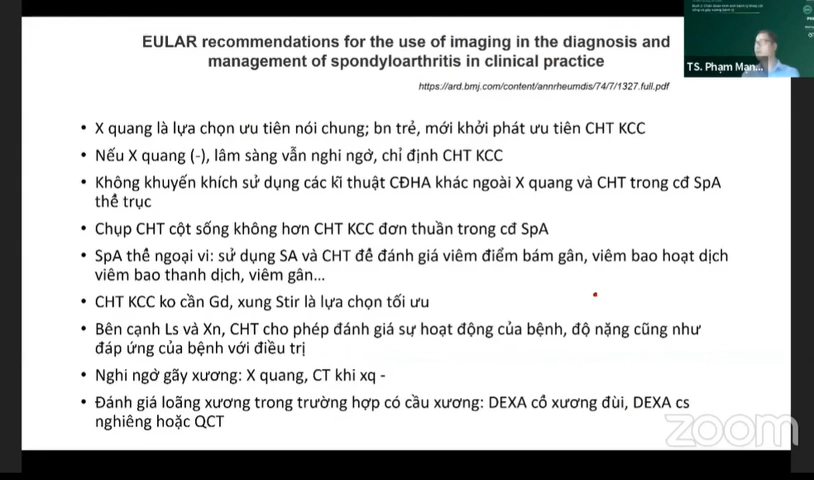 EULAR recommendations for the use of imaging in the diagnosis and
management of spondyloarthritis in clinical practice
https://ard.bmj.com/content/annrheumdis/74/7/1327.full.pdf
TS. Phạm Man...
• X quang là lựa chọn ưu tiên nói chung; bn trẻ, mới khởi phát ưu tiên CHT KCC
• Nếu X quang (-), lâm sàng vẫn nghi ngờ, chỉ định CHT KCC
• Không khuyến khích sử dụng các kĩ thuật CĐHA khác ngoài X quang và CHT trong cđ SpA
thể trục
• Chụp CHT cột sống không hơn CHT KCC đơn thuần trong cđ SpA
• SpA thể ngoại vi: sử dụng SA và CHT để đánh giá viêm điểm bám gân, viêm bao hoạt dịch
viêm bao thanh dịch, viêm gân...
• CHT KCC ko cần Gd, xung Stir là lựa chọn tối ưu
• Bên cạnh Ls và Xn, CHT cho phép đánh giá sự hoạt động của bệnh, độ nặng cũng như
đáp ứng của bệnh với điều trị
• Nghi ngờ gãy xương: X quang, CT khi xq -
• Đánh giá loãng xương trong trường hợp có cầu xương: DEXA cổ xương đùi, DEXA cs
nghiêng hoặc QCT
zoom